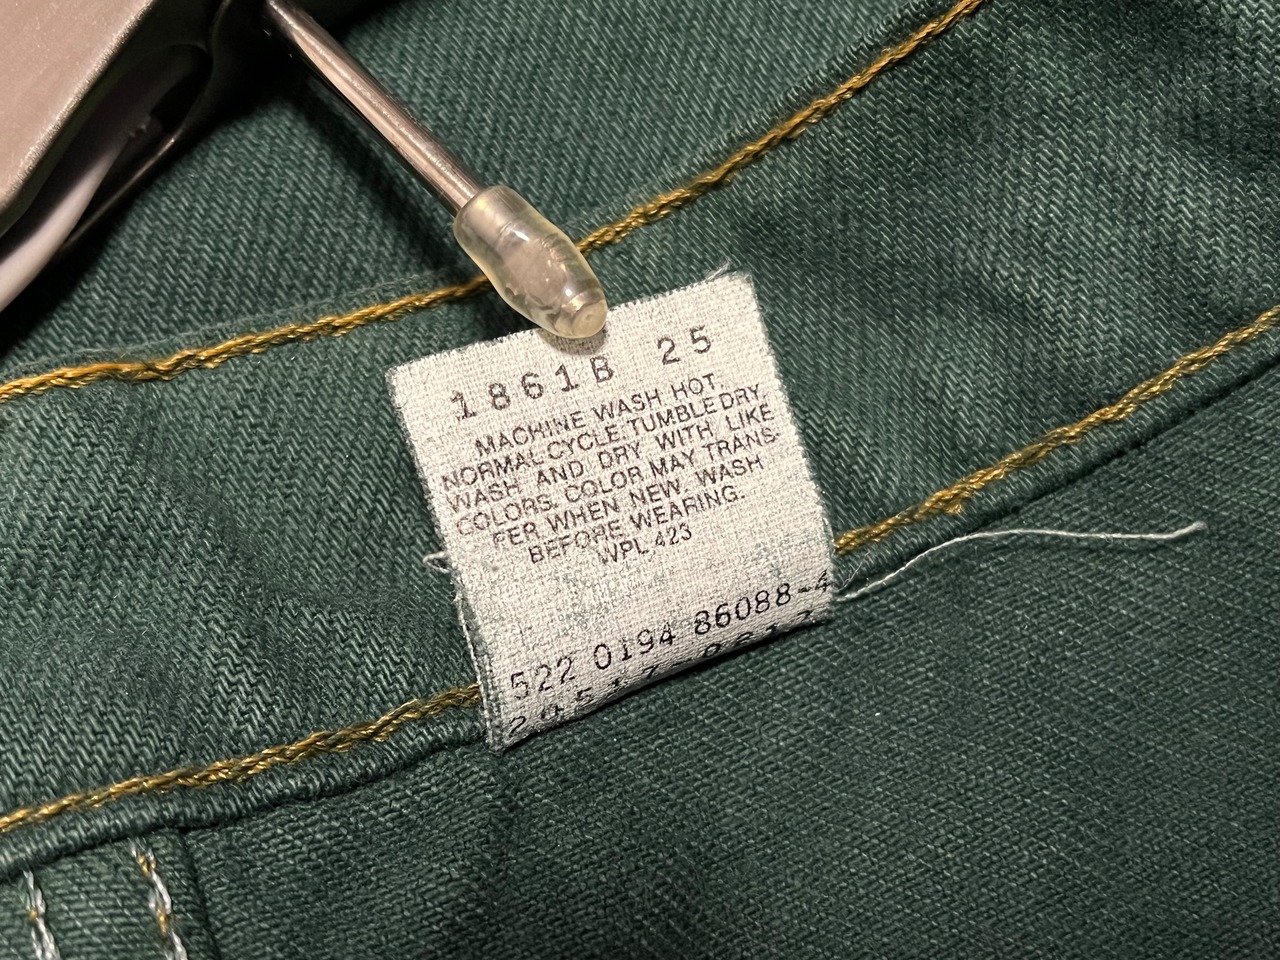 1861B 25
MACHINE WASH HOT,
NORMAL CYCLE TUMBLE DRY,
WASH AND DRY WITH LIKE
COLORS. COLOR MAY TRANS-
FER WHEN NEW. WASH
BEFORE WEARING.
WPL 423
522 0194 86088-4